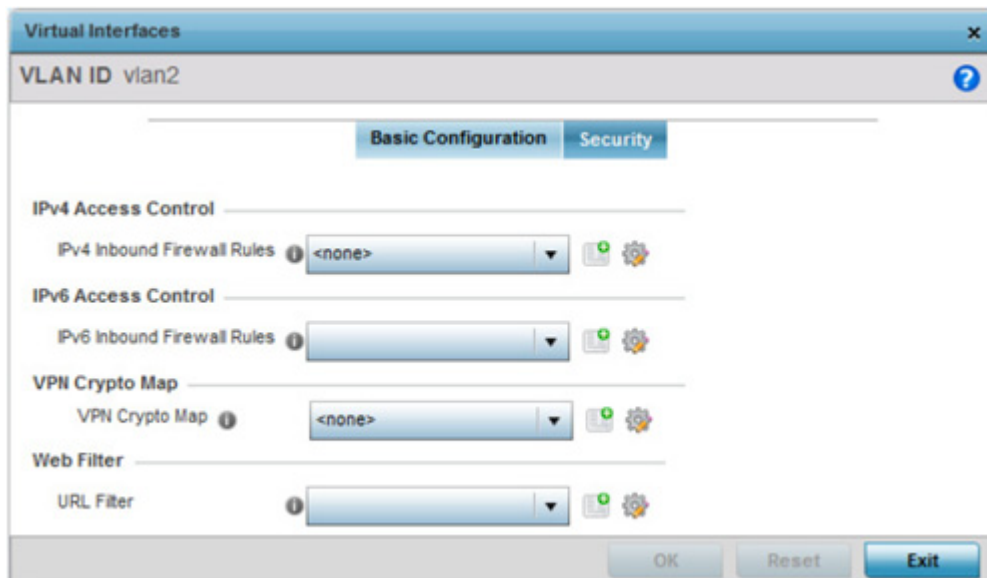 Virtual Interfaces
VLAN ID vlan2
Basic Configuration Security
IPv4 Access Control
IPv4 Inbound Firewall Rules <none>
IPv6 Access Control
IPv6 Inbound Firewall Rules
VPN Crypto Map
VPN Crypto Map <none>
Web Filter
URL Filter
OK Reset Exit